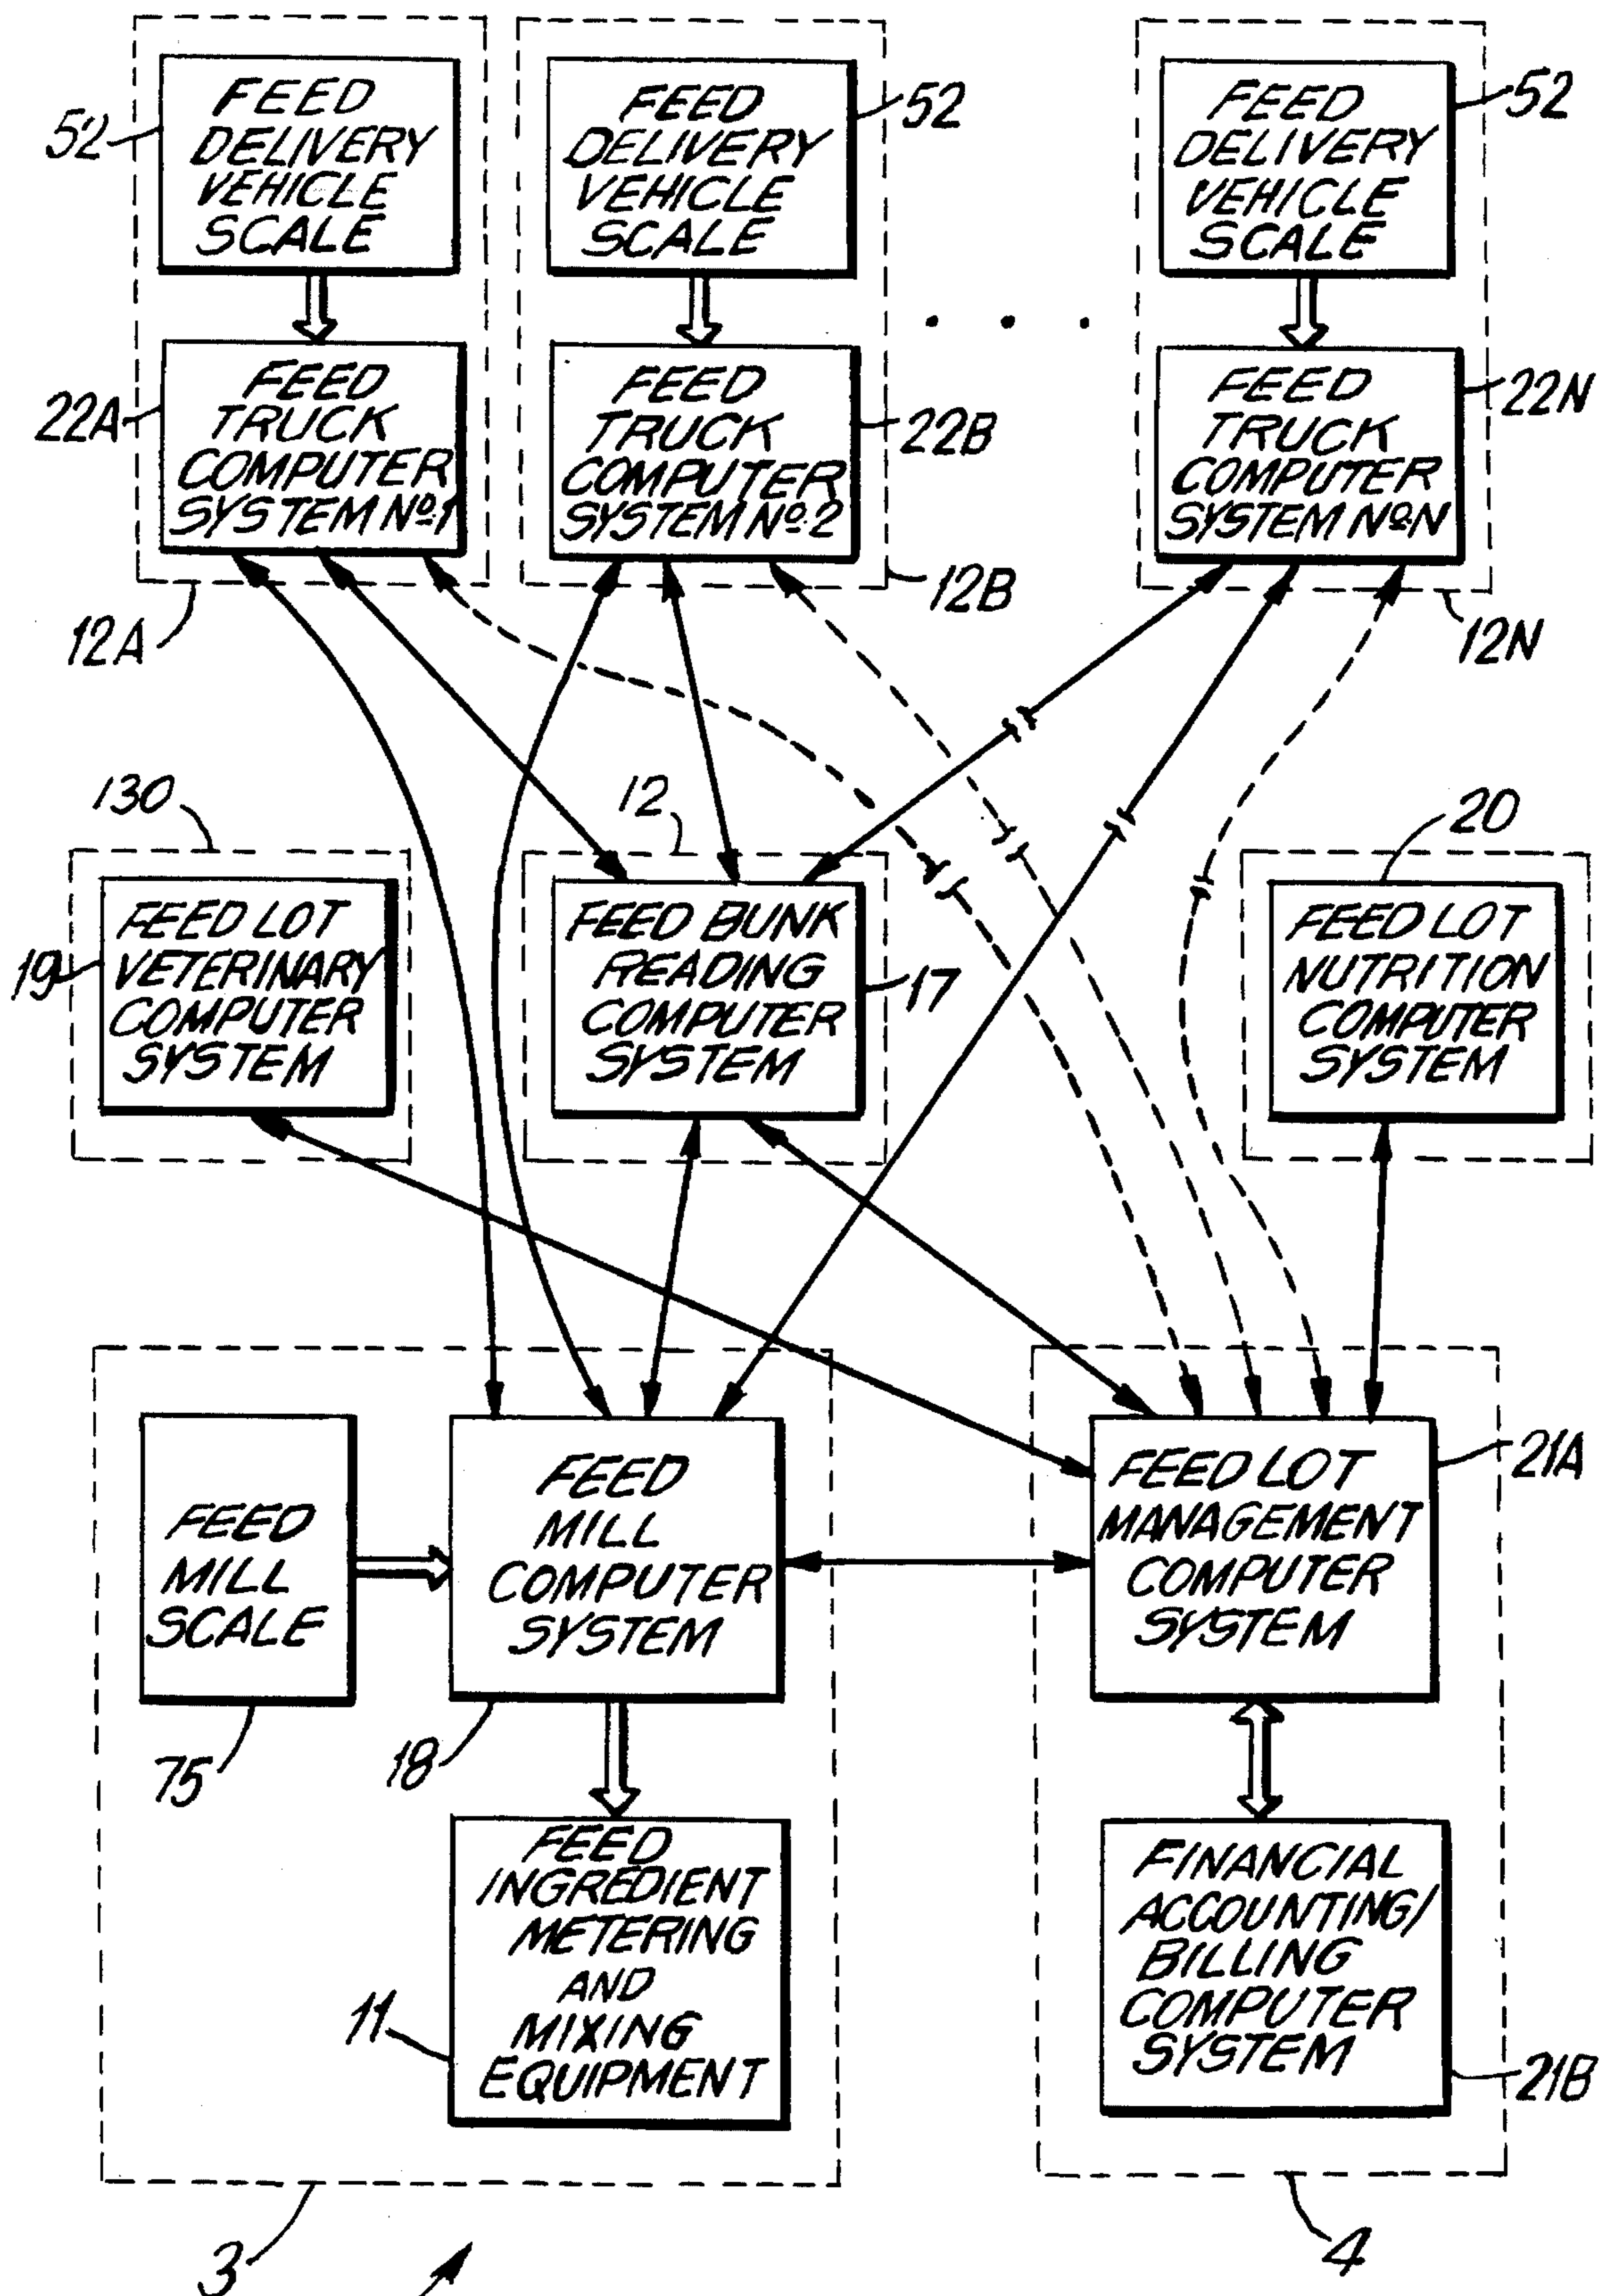 52
FEED
DELIVERY
VEHICLE
SCALE
FEED
DELIVERY
VEHICLE
SCALE
52
FEED
DELIVERY
VEHICLE
SCALE
52
22A
FEED
TRUCK
COMPUTER
SYSTEM Nº.1
FEED
TRUCK
COMPUTER
SYSTEM Nº.2
22B
FEED
TRUCK
COMPUTER
SYSTEM Nº.N
22N
12A
12B
12N
130
12
20
19
FEED LOT
VETERINARY
COMPUTER
SYSTEM
FEED BUNK
READING
COMPUTER
SYSTEM
17
FEED LOT
NUTRITION
COMPUTER
SYSTEM
FEED
MILL
SCALE
75
FEED
MILL
COMPUTER
SYSTEM
18
FEED LOT
MANAGEMENT
COMPUTER
SYSTEM
21A
11
FEED
INGREDIENT
METERING
AND
MIXING
EQUIPMENT
FINANCIAL
ACCOUNTING/
BILLING
COMPUTER
SYSTEM
21B
3
4